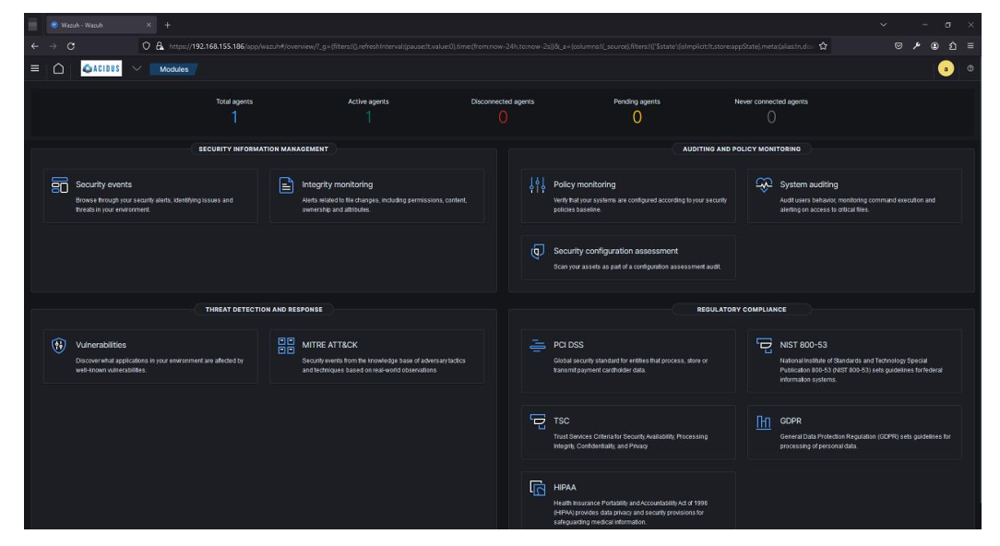 Wazuh - Wazuh
https://192.168.155.186/app/wazuh#/overview/?_g=(filters:!(),refreshInterval:(pause:!t,value:0),time:(from:now-24h,to:now-2s))&_a=(columns:!(_source),filters:!(('$state':(isImplicit:!t,store:appState),meta:(alias:!n,
ACIDUS
Modules
a
Total agents
1
Active agents
1
Disconnected agents
0
Pending agents
0
Never connected agents
0
SECURITY INFORMATION MANAGEMENT
Security events
Browse through your security alerts, identifying issues and
threats in your environment.
Integrity monitoring
Alerts related to file changes, including permissions, content,
ownership and attributes.
AUDITING AND POLICY MONITORING
Policy monitoring
Verify that your systems are configured according to your security
policies baseline.
System auditing
Audit users behavior, monitoring command execution and
alerting on access to critical files.
Security configuration assessment
Scan your assets as part of a configuration assessment audit.
THREAT DETECTION AND RESPONSE
Vulnerabilities
Discover what applications in your environment are affected by
well-known vulnerabilities.
MITRE ATT&CK
Security events from the knowledge base of adversary tactics
and techniques based on real-world observations
REGULATORY COMPLIANCE
PCI DSS
Global security standard for entities that process, store or
transmit payment cardholder data.
NIST 800-53
National Institute of Standards and Technology Special
Publication 800-53 (NIST 800-53) sets guidelines for federal
information systems.
TSC
Trust Services Criteria for Security, Availability, Processing
Integrity, Confidentiality, and Privacy
GDPR
General Data Protection Regulation (GDPR) sets guidelines for
processing of personal data.
HIPAA
Health Insurance Portability and Accountability Act of 1996
(HIPAA) provides data privacy and security provisions for
safeguarding medical information.